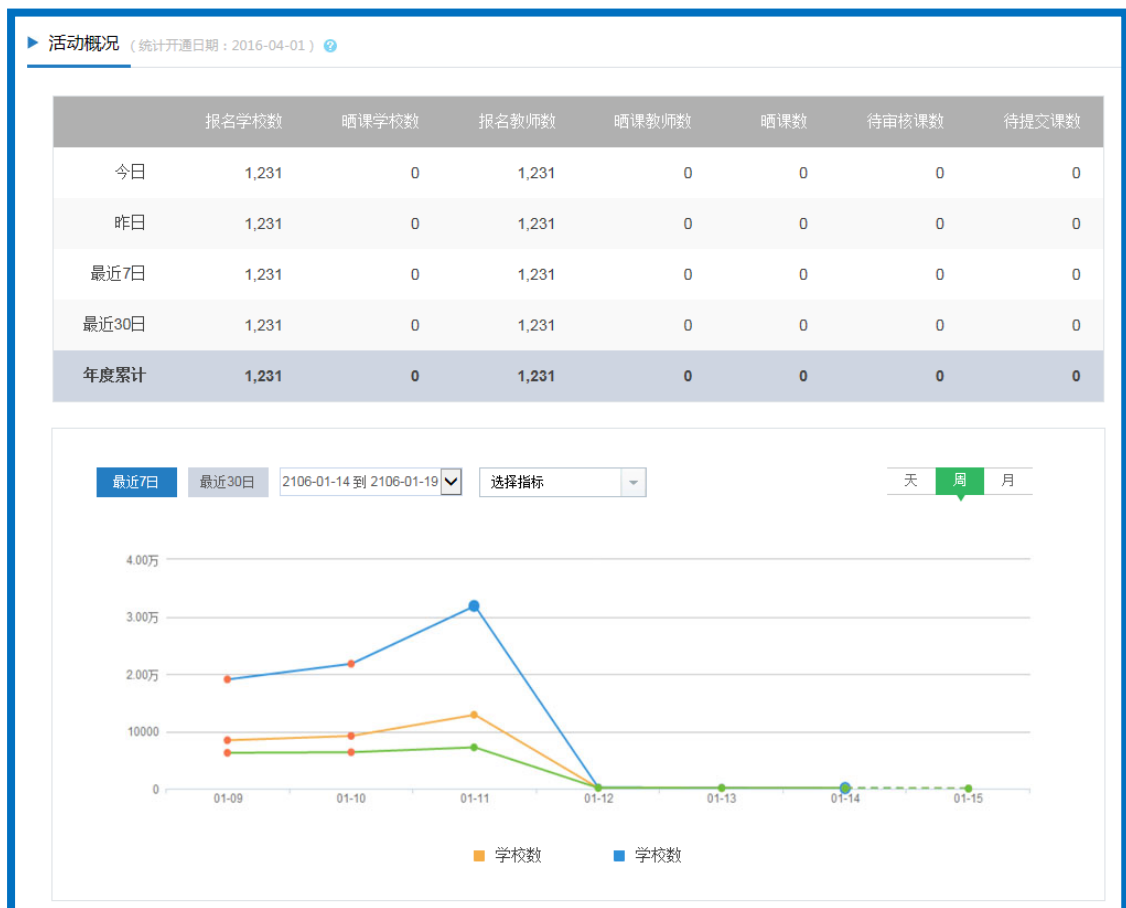 活动概况 (统计开通日期：2016-04-01) ?
报名学校数 晒课学校数 报名教师数 晒课教师数 晒课数 待审核课数 待提交课数
今日 1,231 0 1,231 0 0 0 0
昨日 1,231 0 1,231 0 0 0 0
最近7日 1,231 0 1,231 0 0 0 0
最近30日 1,231 0 1,231 0 0 0 0
年度累计 1,231 0 1,231 0 0 0 0
最近7日 最近30日 2106-01-14 到 2106-01-19 选择指标 天 周 月
4.00万
3.00万
2.00万
10000
0
01-09 01-10 01-11 01-12 01-13 01-14 01-15
学校数 学校数